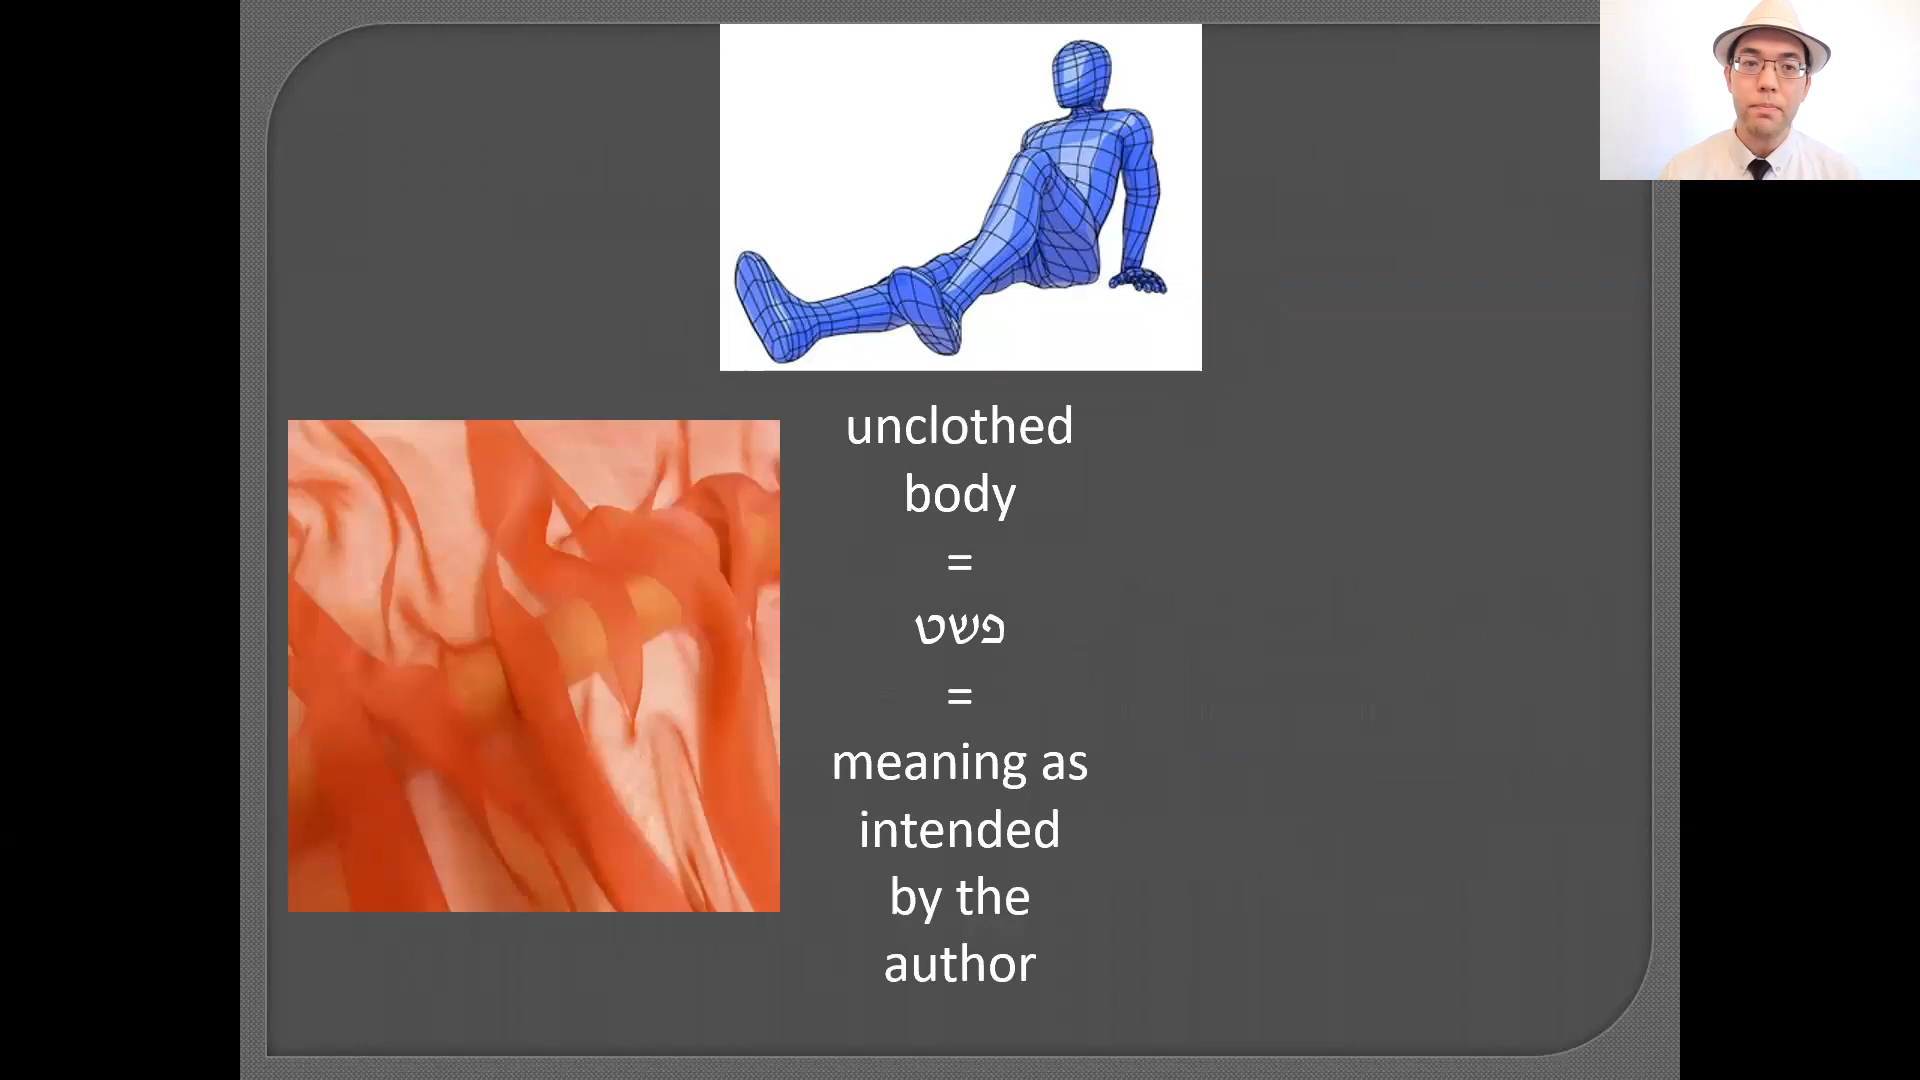 unclothed
body
=
פשט
=
meaning as
intended
by the
author